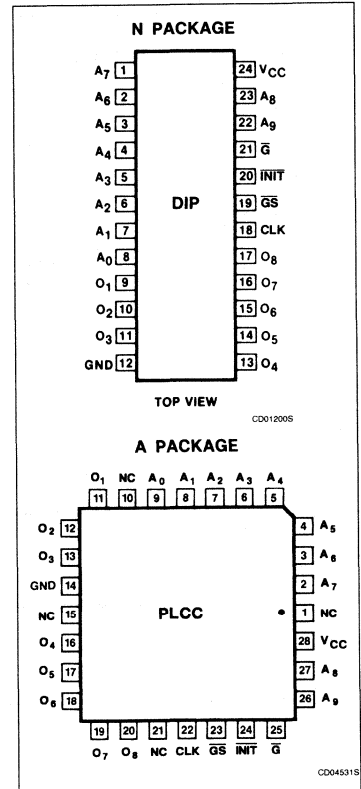 N PACKAGE
A7 1 24 VCC
A6 2 23 A8
A5 3 22 A9
A4 4 21 G̅
A3 5 20 I̅N̅I̅T̅
A2 6 DIP 19 G̅S̅
A1 7 18 CLK
A0 8 17 O8
O1 9 16 O7
O2 10 15 O6
O3 11 14 O5
GND 12 13 O4
TOP VIEW
CD01200S
A PACKAGE
O1 NC A0 A1 A2 A3 A4
11 10 9 8 7 6 5
O2 12 4 A5
O3 13 3 A6
GND 14 2 A7
NC 15 PLCC 1 NC
O4 16 28 VCC
O5 17 27 A8
O6 18 26 A9
19 20 21 22 23 24 25
O7 O8 NC CLK G̅S̅ I̅N̅I̅T̅ G̅
CD04531S